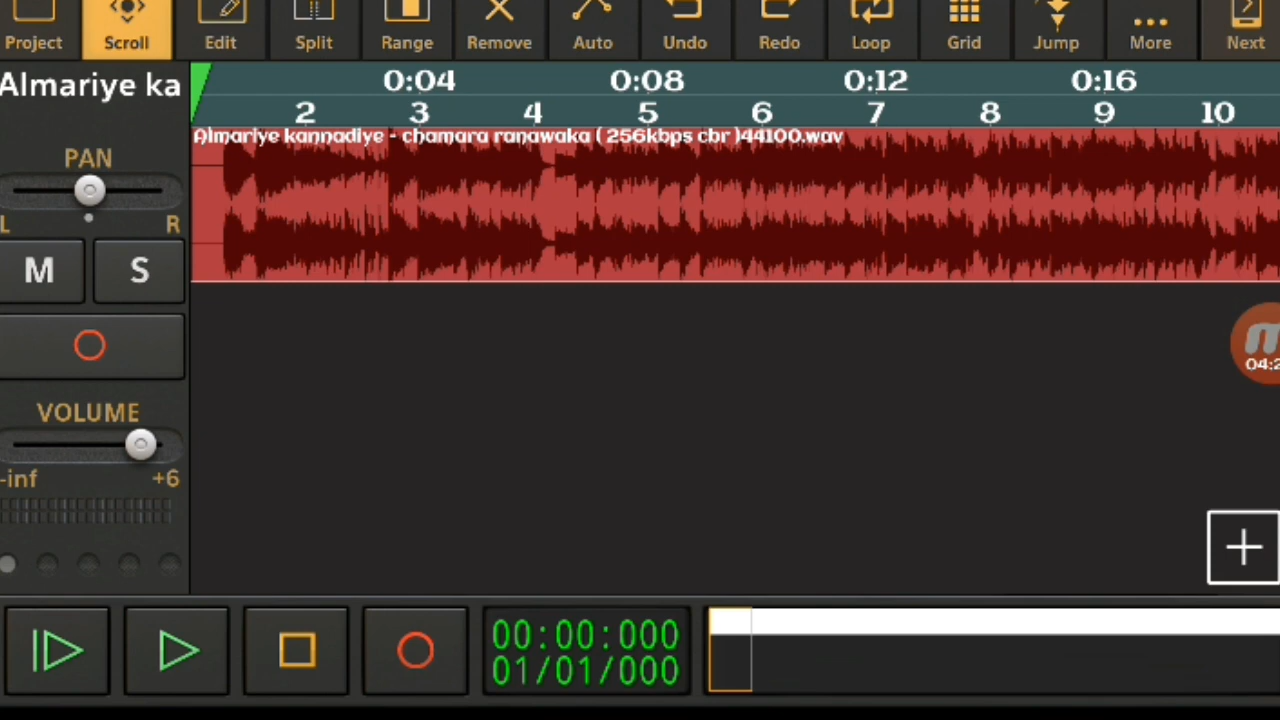 Project Scroll Edit Split Range Remove Auto Undo Redo Loop Grid Jump More Next
Almariye ka
0:04 0:08 0:12 0:16
2 3 4 5 6 7 8 9 10
Almariye kannadiye - chamara ranawaka ( 256kbps cbr )44100.wav
PAN
L R
M S
04:2
VOLUME
-inf +6
00:00:000
01/01/000